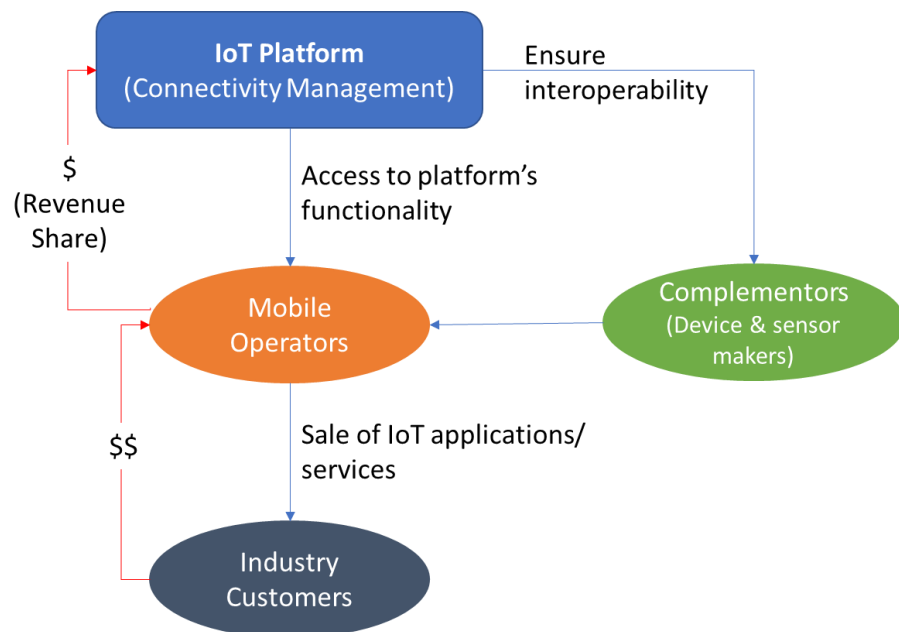 IoT Platform
(Connectivity Management)
Ensure
interoperability
$
(Revenue
Share)
Access to platform’s
functionality
Mobile
Operators
Complementors
(Device & sensor
makers)
$$
Sale of IoT applications/
services
Industry
Customers